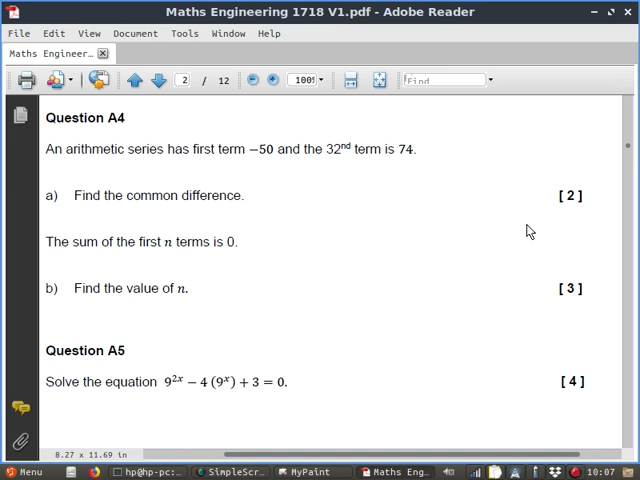 Maths Engineering 1718 V1.pdf - Adobe Reader
File Edit View Document Tools Window Help
Maths Engineer…
2 / 12 100% Find
Question A4
An arithmetic series has first term −50 and the 32nd term is 74.
a) Find the common difference. [ 2 ]
The sum of the first n terms is 0.
b) Find the value of n. [ 3 ]
Question A5
Solve the equation 9^{2x} − 4 (9^x) + 3 = 0. [ 4 ]
8.27 x 11.69 in
Menu hp@hp-pc:... SimpleScr... MyPaint Maths Eng... 10:07